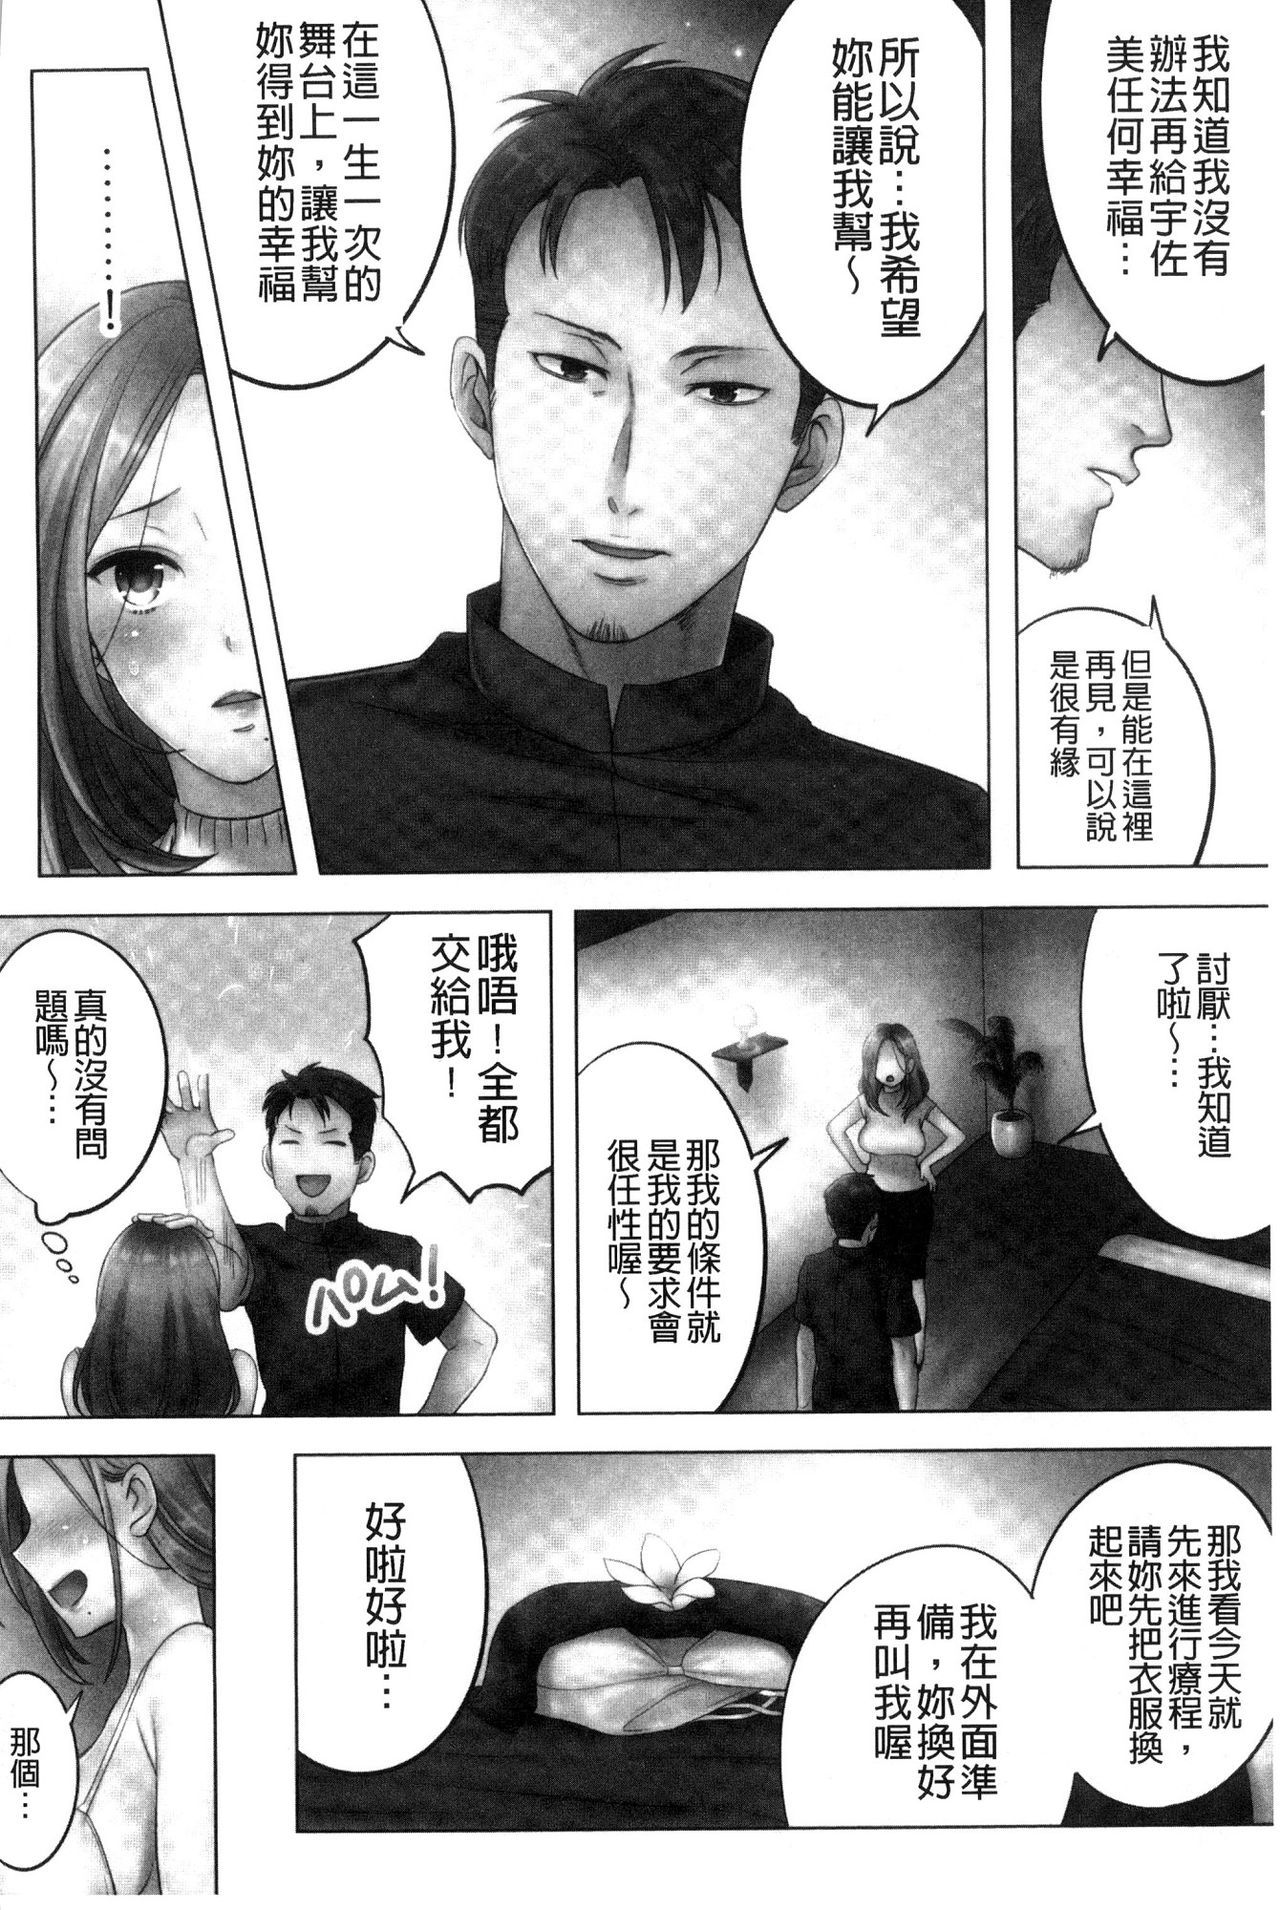 我知道我沒有
辦法再給宇佐
美任何幸福…
但是能在這裡
再見，可以說
是很有緣
所以說…我希望
妳能讓我幫～
在這一生一次的
舞台上，讓我幫
妳得到妳的幸福
………！
討厭…我知道
了啦～…
那我的條件就
是我的要求會
很任性喔～
哦唔！全都
交給我！
パムッ！
真的沒有問
題嗎～…
那我看今天就
先來進行療程，
請妳先把衣服換
起來吧
我在外面準
備，妳換好
再叫我喔
好啦好啦…
那個…